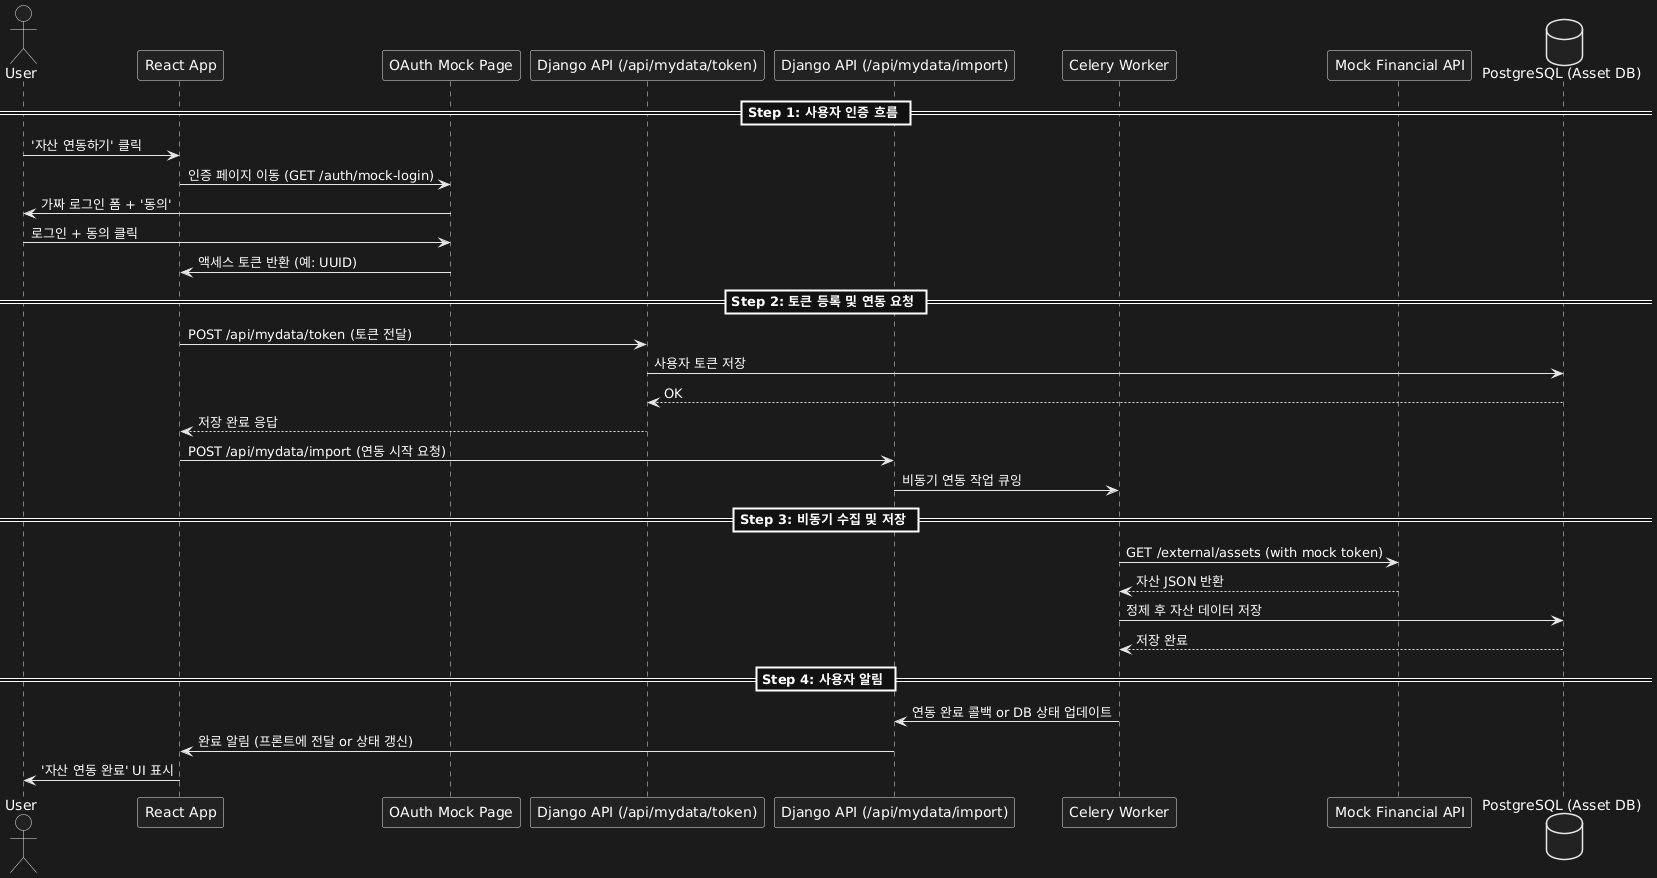 User
React App
OAuth Mock Page
Django API (/api/mydata/token)
Django API (/api/mydata/import)
Celery Worker
Mock Financial API
PostgreSQL (Asset DB)
Step 1: 사용자 인증 흐름
'자산 연동하기' 클릭
인증 페이지 이동 (GET /auth/mock-login)
가짜 로그인 폼 + '동의'
로그인 + 동의 클릭
액세스 토큰 반환 (예: UUID)
Step 2: 토큰 등록 및 연동 요청
POST /api/mydata/token (토큰 전달)
사용자 토큰 저장
OK
저장 완료 응답
POST /api/mydata/import (연동 시작 요청)
비동기 연동 작업 큐잉
Step 3: 비동기 수집 및 저장
GET /external/assets (with mock token)
자산 JSON 반환
정제 후 자산 데이터 저장
저장 완료
Step 4: 사용자 알림
연동 완료 콜백 or DB 상태 업데이트
완료 알림 (프론트에 전달 or 상태 갱신)
'자산 연동 완료' UI 표시
User
React App
OAuth Mock Page
Django API (/api/mydata/token)
Django API (/api/mydata/import)
Celery Worker
Mock Financial API
PostgreSQL (Asset DB)